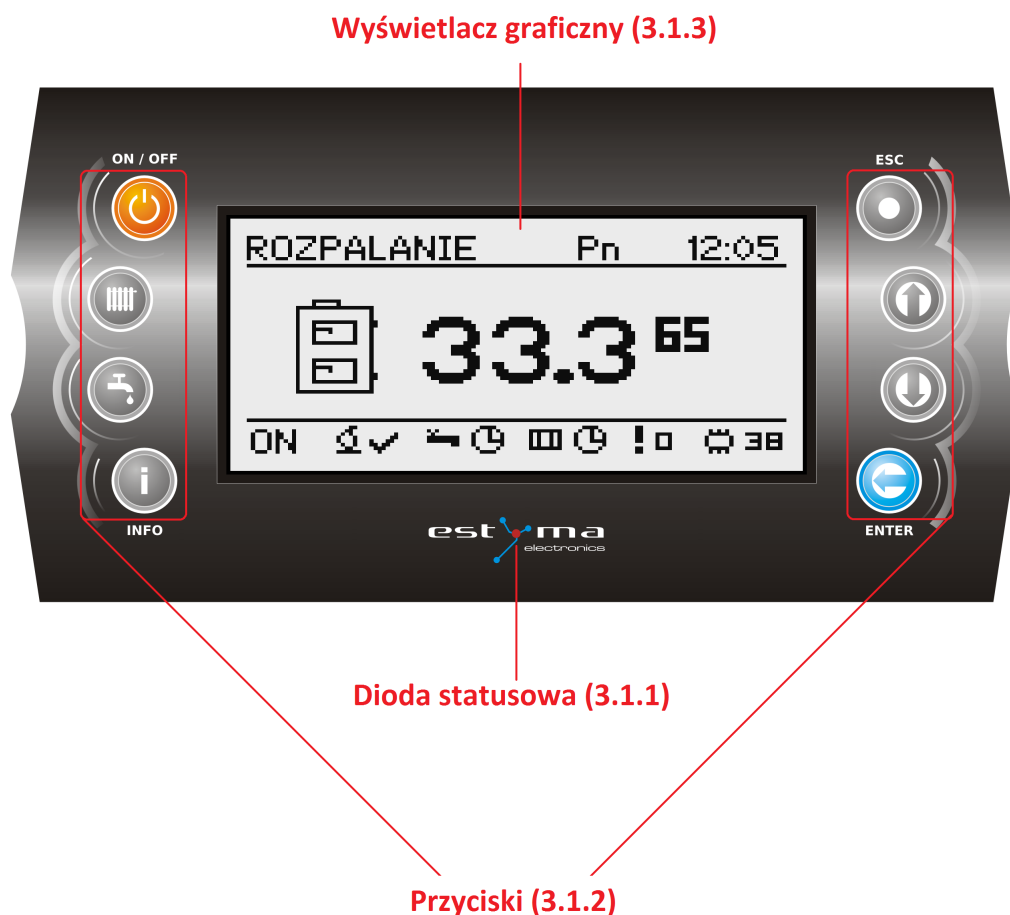 Wyświetlacz graficzny (3.1.3)
ON / OFF
ESC
ROZPALANIE Pn 12:05
33.3 65
ON 0 38
INFO
ENTER
estyma
electronics
Dioda statusowa (3.1.1)
Przyciski (3.1.2)